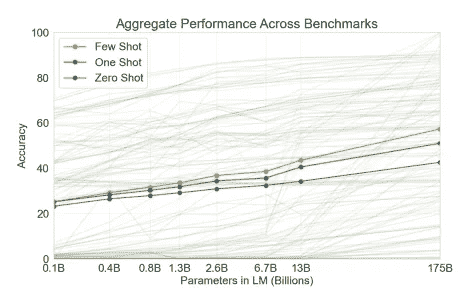 Aggregate Performance Across Benchmarks
100
Few Shot
One Shot
Zero Shot
80
60
40
20
0
Accuracy
0.1B 0.4B 0.8B 1.3B 2.6B 6.7B 13B 175B
Parameters in LM (Billions)